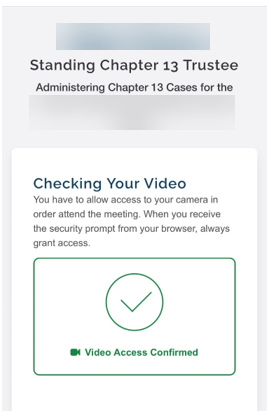 Standing Chapter 13 Trustee
Administering Chapter 13 Cases for the
Checking Your Video
You have to allow access to your camera in
order attend the meeting. When you receive
the security prompt from your browser, always
grant access.
Video Access Confirmed